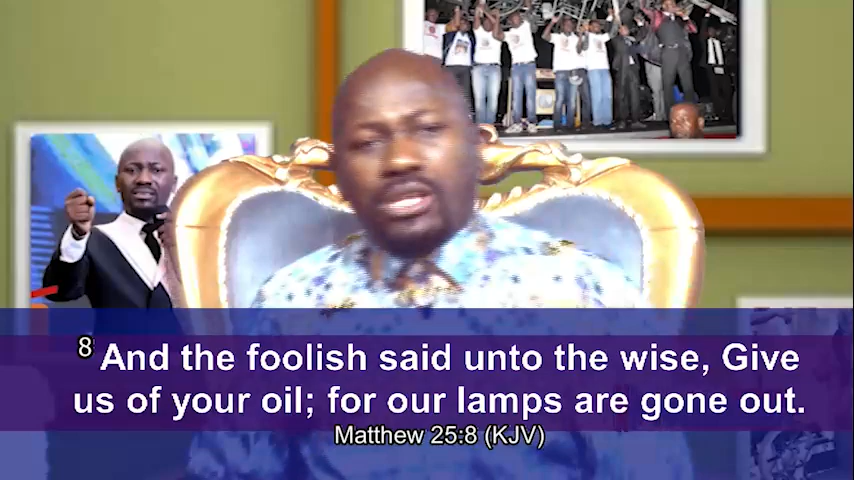 8 And the foolish said unto the wise, Give
us of your oil; for our lamps are gone out.
Matthew 25:8 (KJV)